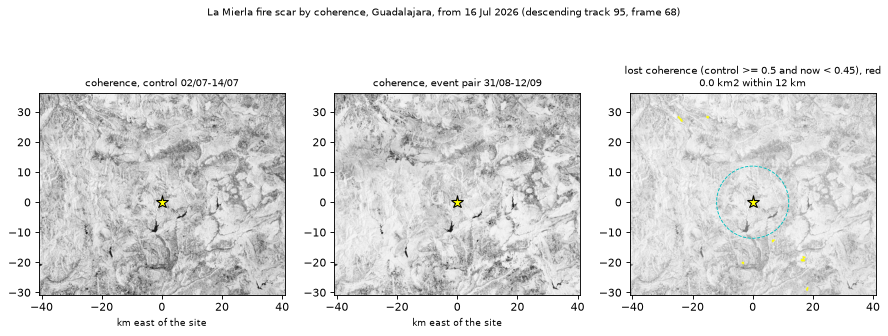 La Mierla fire scar by coherence, Guadalajara, from 16 Jul 2026 (descending track 95, frame 68)
coherence, control 02/07-14/07
coherence, event pair 31/08-12/09
lost coherence (control >= 0.5 and now < 0.45), red
0.0 km2 within 12 km
30
20
10
0
−10
−20
−30
−40 −20 0 20 40
km east of the site
30
20
10
0
−10
−20
−30
−40 −20 0 20 40
km east of the site
30
20
10
0
−10
−20
−30
−40 −20 0 20 40